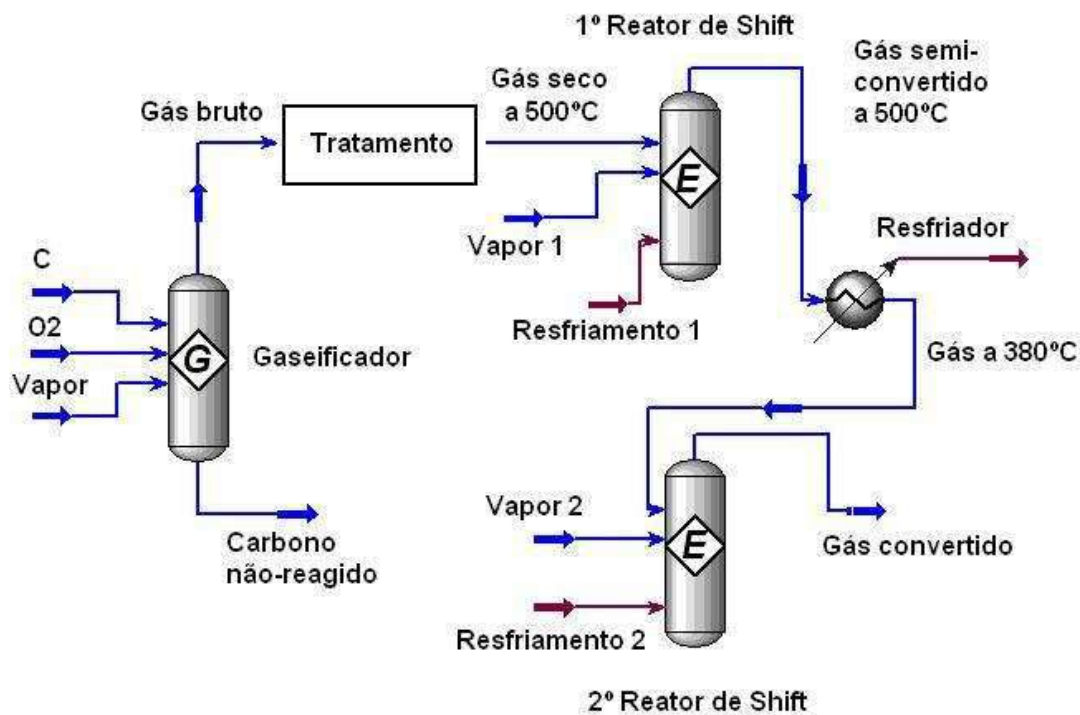 1º Reator de Shift
Gás semi-
convertido
a 500ºC
Gás seco
a 500ºC
Gás bruto
Tratamento
E
Vapor 1
Resfriamento 1
Resfriador
Gás a 380ºC
C
O2
Vapor
G
Gaseificador
Carbono
não-reagido
Vapor 2
E
Gás convertido
Resfriamento 2
2º Reator de Shift